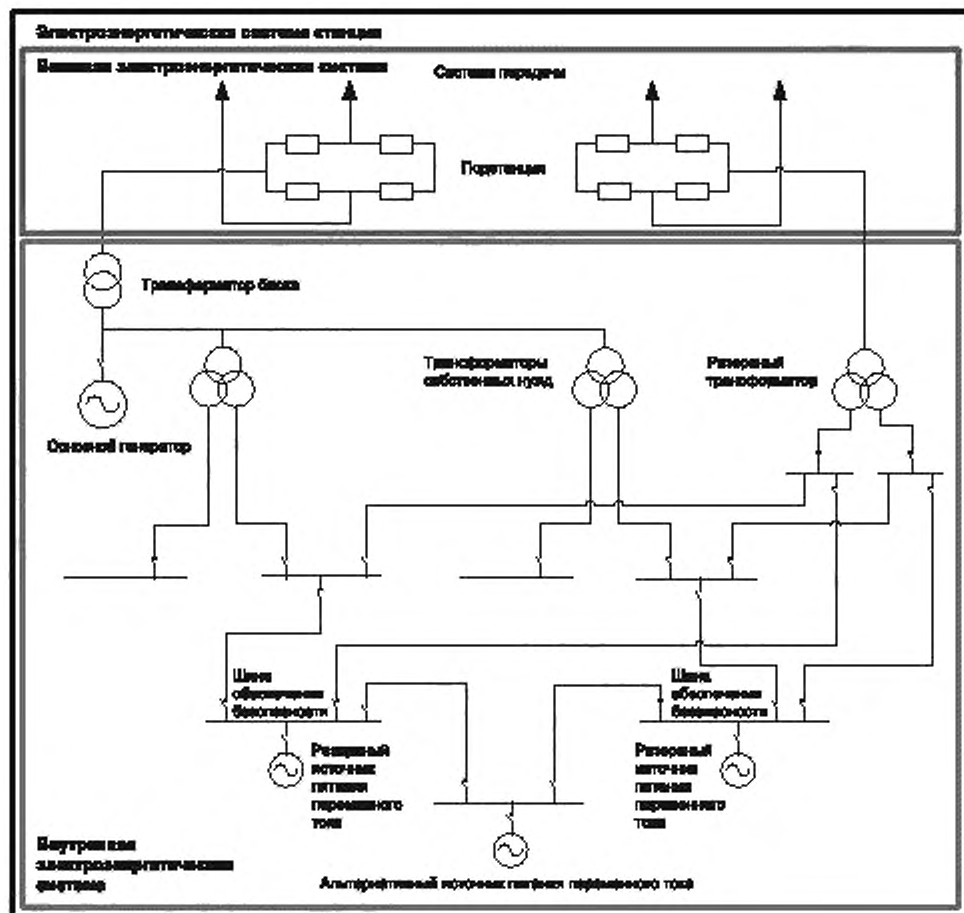 Электроэнергетическая система станции
Внешняя электроэнергетическая система
Система передачи
Подстанция
Трансформатор блока
Трансформаторы
собственных нужд
Резервный
трансформатор
Основной генератор
Шина
обеспечения
безопасности
Шина
обеспечения
безопасности
Резервный
источник
питания
переменного
тока
Резервный
источник
питания
переменного
тока
Внутренняя
электроэнергетическая
система
Альтернативный источник питания переменного тока